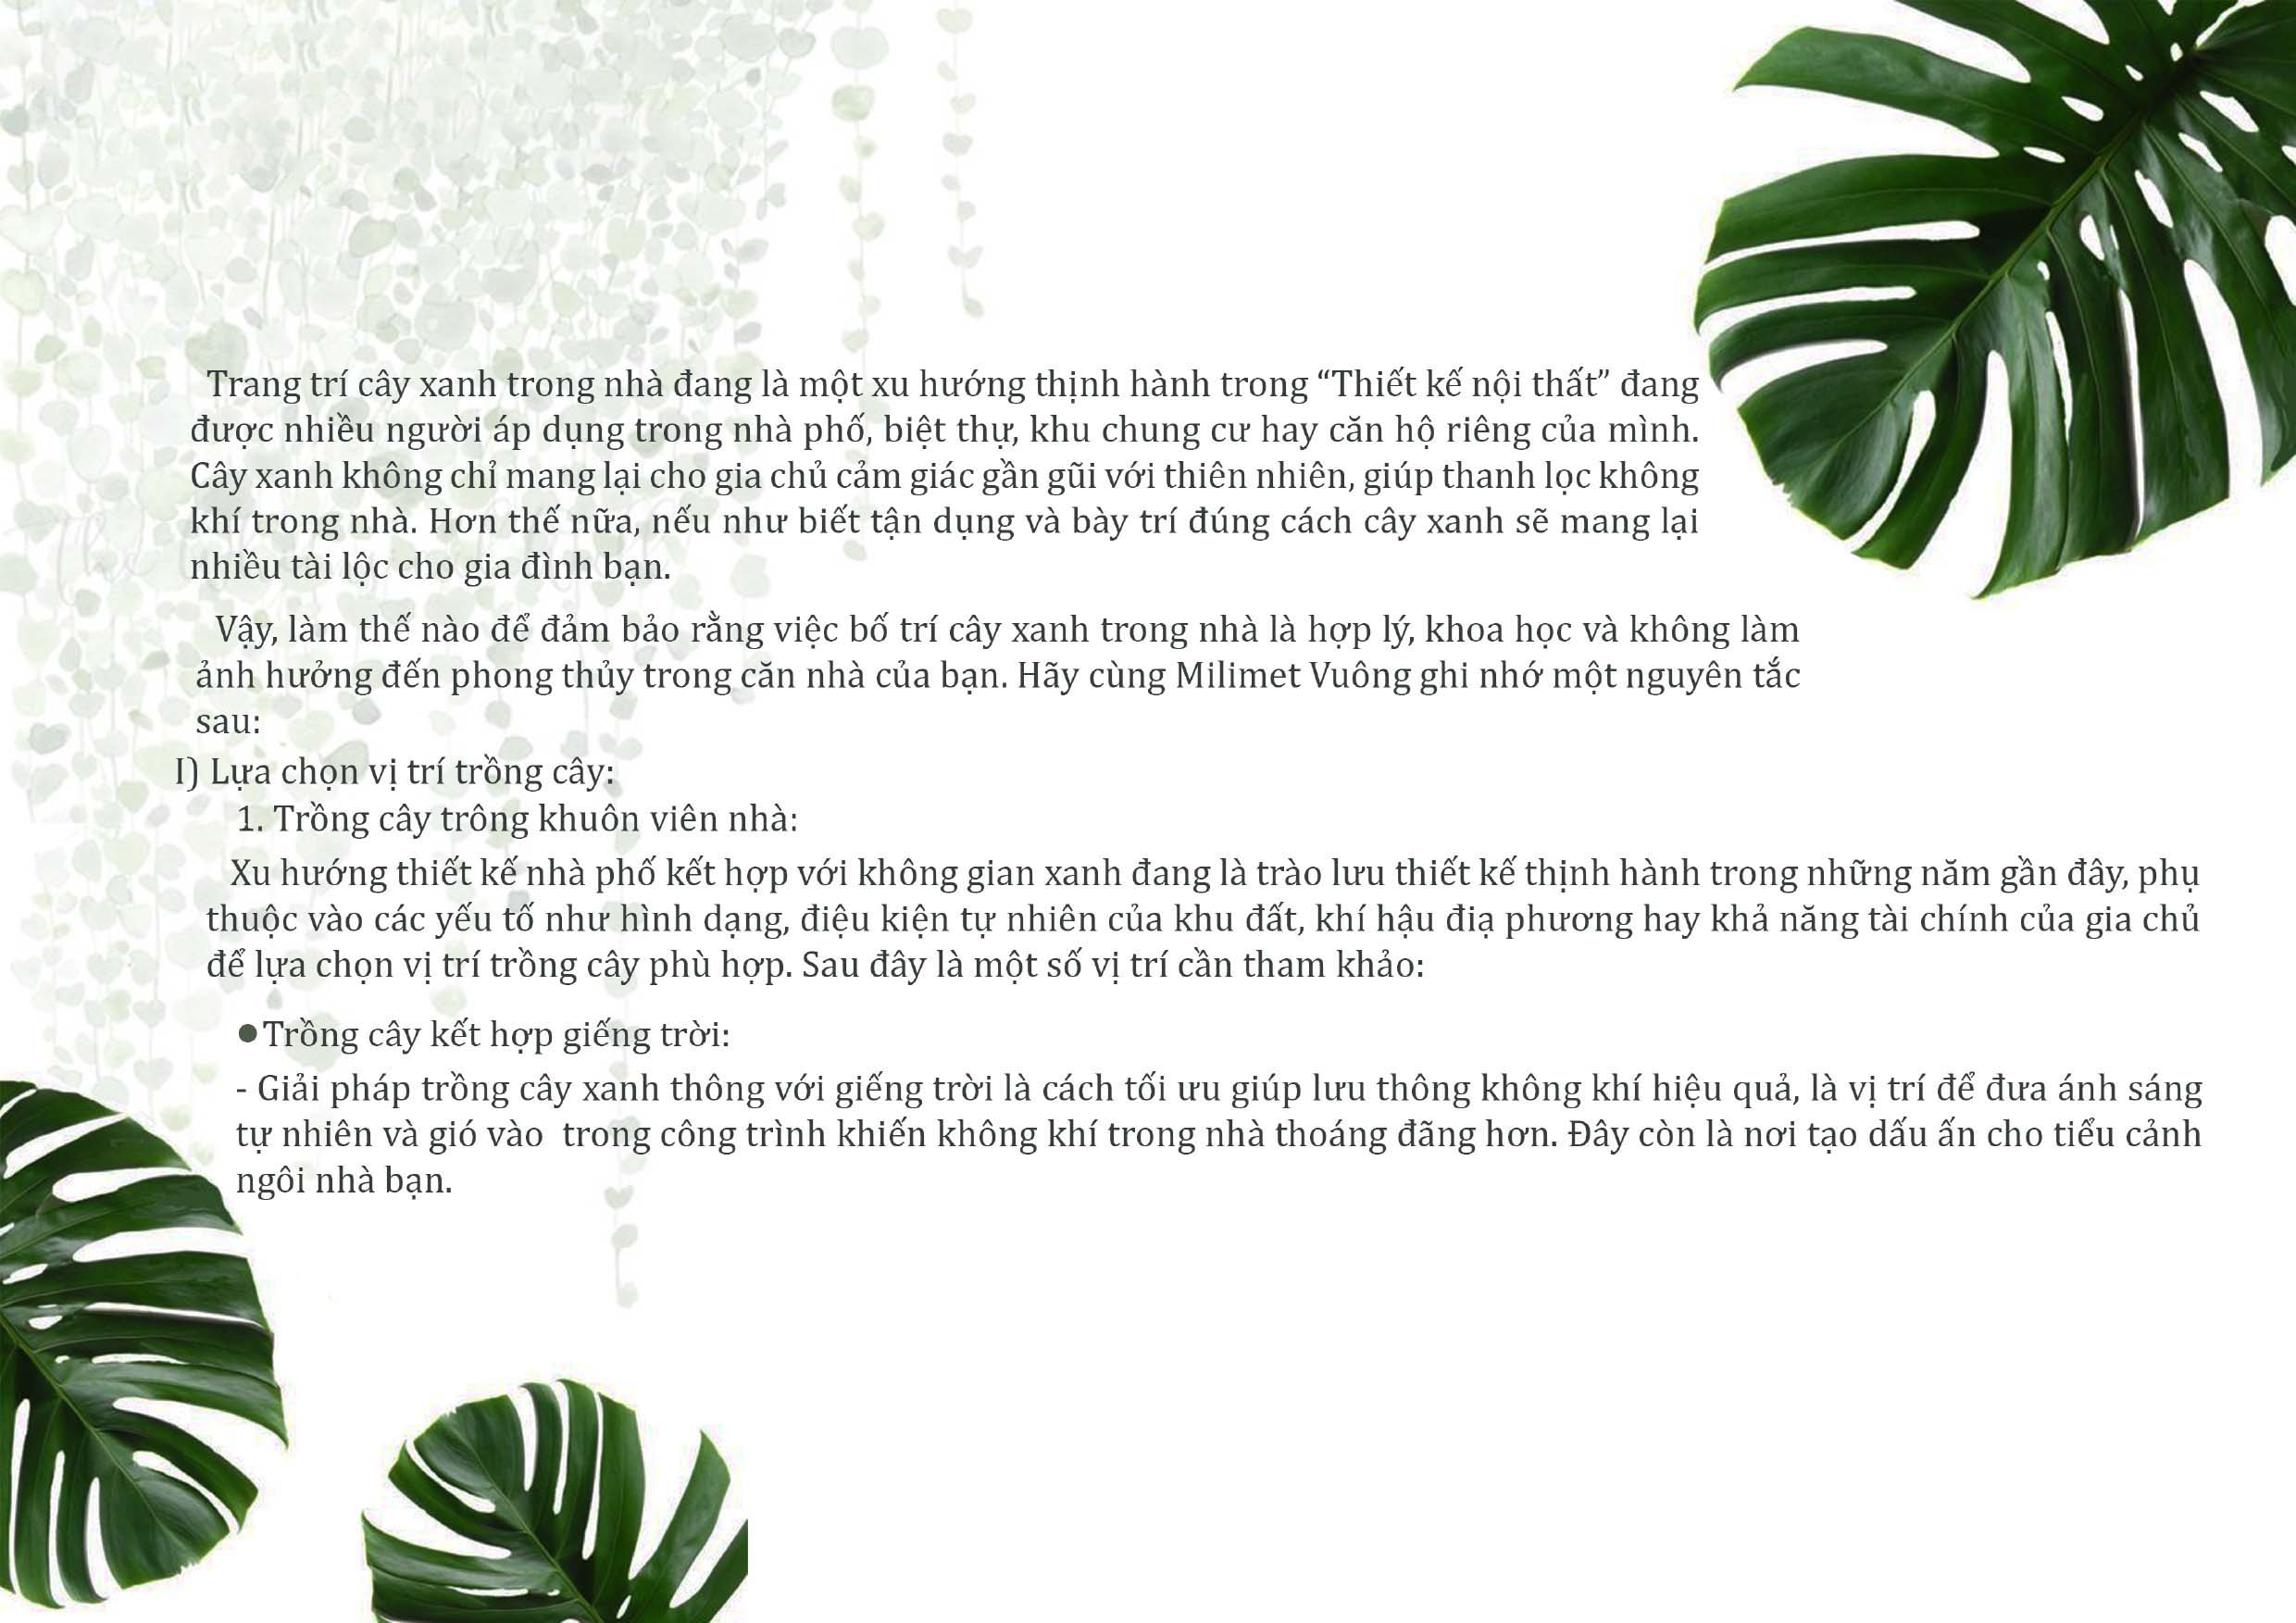 Trang trí cây xanh trong nhà đang là một xu hướng thịnh hành trong “Thiết kế nội thất” đang
được nhiều người áp dụng trong nhà phố, biệt thự, khu chung cư hay căn hộ riêng của mình.
Cây xanh không chỉ mang lại cho gia chủ cảm giác gần gũi với thiên nhiên, giúp thanh lọc không
khí trong nhà. Hơn thế nữa, nếu như biết tận dụng và bày trí đúng cách cây xanh sẽ mang lại
nhiều tài lộc cho gia đình bạn.
Vậy, làm thế nào để đảm bảo rằng việc bố trí cây xanh trong nhà là hợp lý, khoa học và không làm
ảnh hưởng đến phong thủy trong căn nhà của bạn. Hãy cùng Milimet Vuông ghi nhớ một nguyên tắc
sau:
I) Lựa chọn vị trí trồng cây:
1. Trồng cây trông khuôn viên nhà:
Xu hướng thiết kế nhà phố kết hợp với không gian xanh đang là trào lưu thiết kế thịnh hành trong những năm gần đây, phụ
thuộc vào các yếu tố như hình dạng, điệu kiện tự nhiên của khu đất, khí hậu điạ phương hay khả năng tài chính của gia chủ
để lựa chọn vị trí trồng cây phù hợp. Sau đây là một số vị trí cần tham khảo:
●Trồng cây kết hợp giếng trời:
- Giải pháp trồng cây xanh thông với giếng trời là cách tối ưu giúp lưu thông không khí hiệu quả, là vị trí để đưa ánh sáng
tự nhiên và gió vào  trong công trình khiến không khí trong nhà thoáng đãng hơn. Đây còn là nơi tạo dấu ấn cho tiểu cảnh
ngôi nhà bạn.